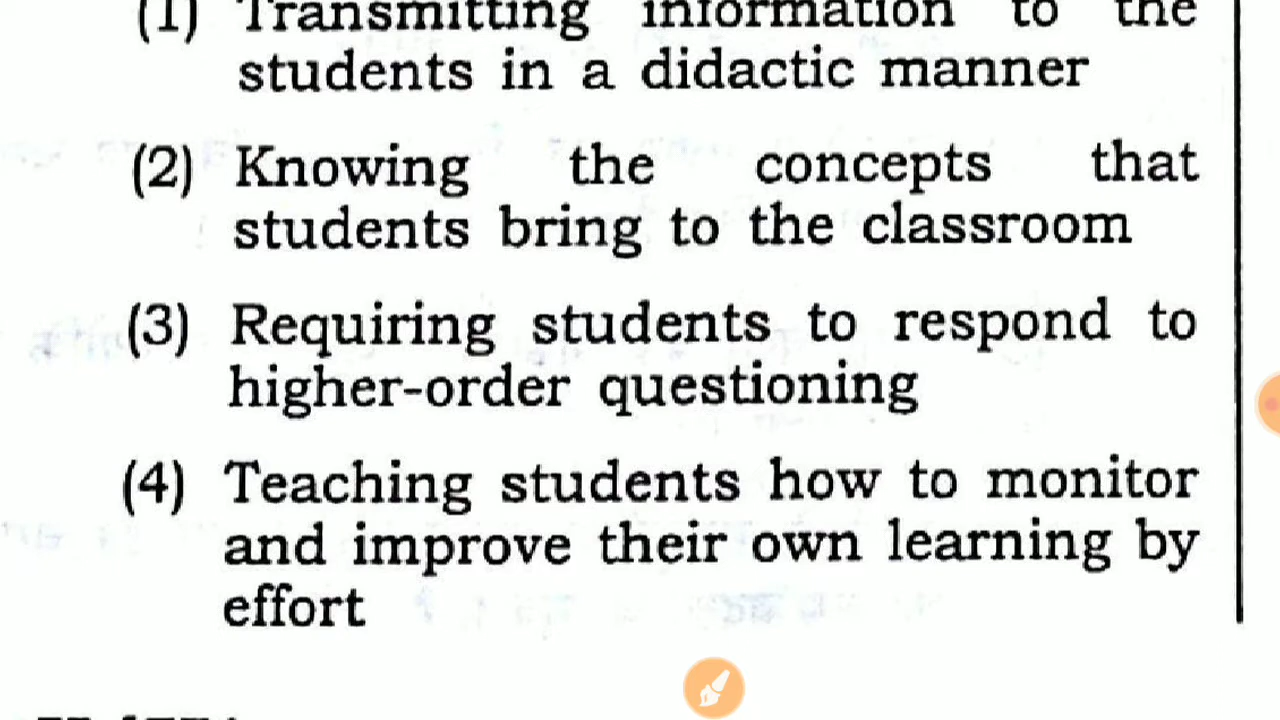 (1) Transmitting information to the
students in a didactic manner
(2) Knowing the concepts that
students bring to the classroom
(3) Requiring students to respond to
higher-order questioning
(4) Teaching students how to monitor
and improve their own learning by
effort